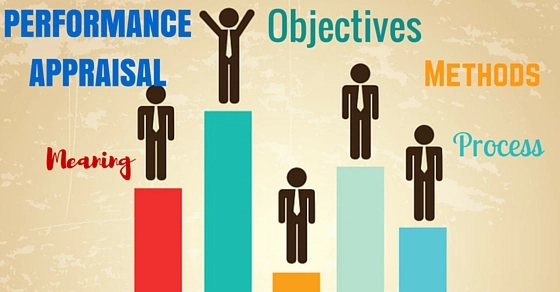 PERFORMANCE
APPRAISAL
Objectives
METHODS
Meaning
Process